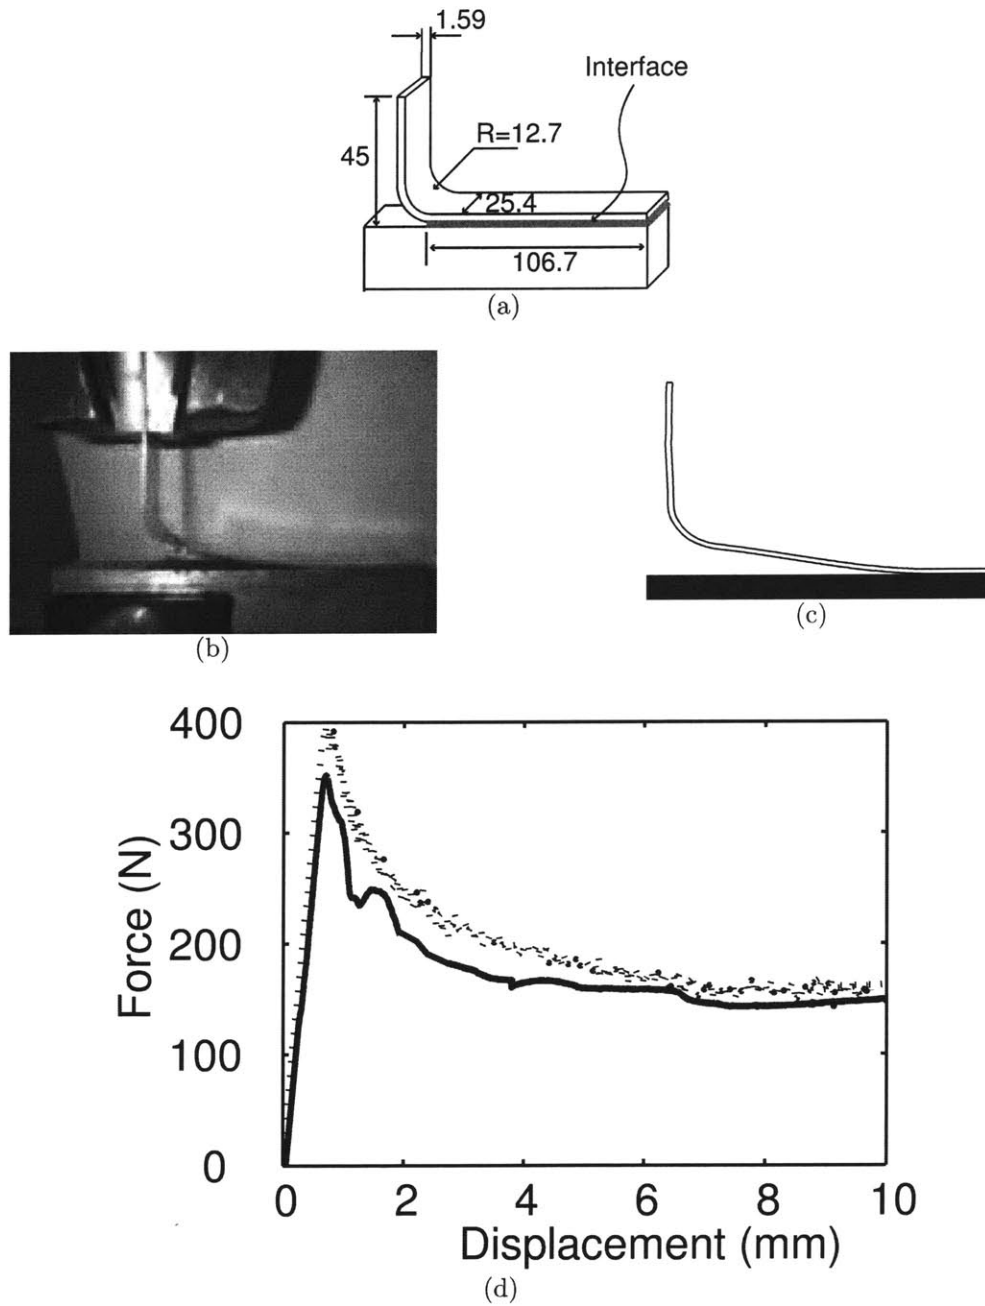 1.59
Interface
R=12.7
45
25.4
106.7
(a)
(b)
(c)
400
300
200
100
0
Force (N)
0 2 4 6 8 10
Displacement (mm)
(d)